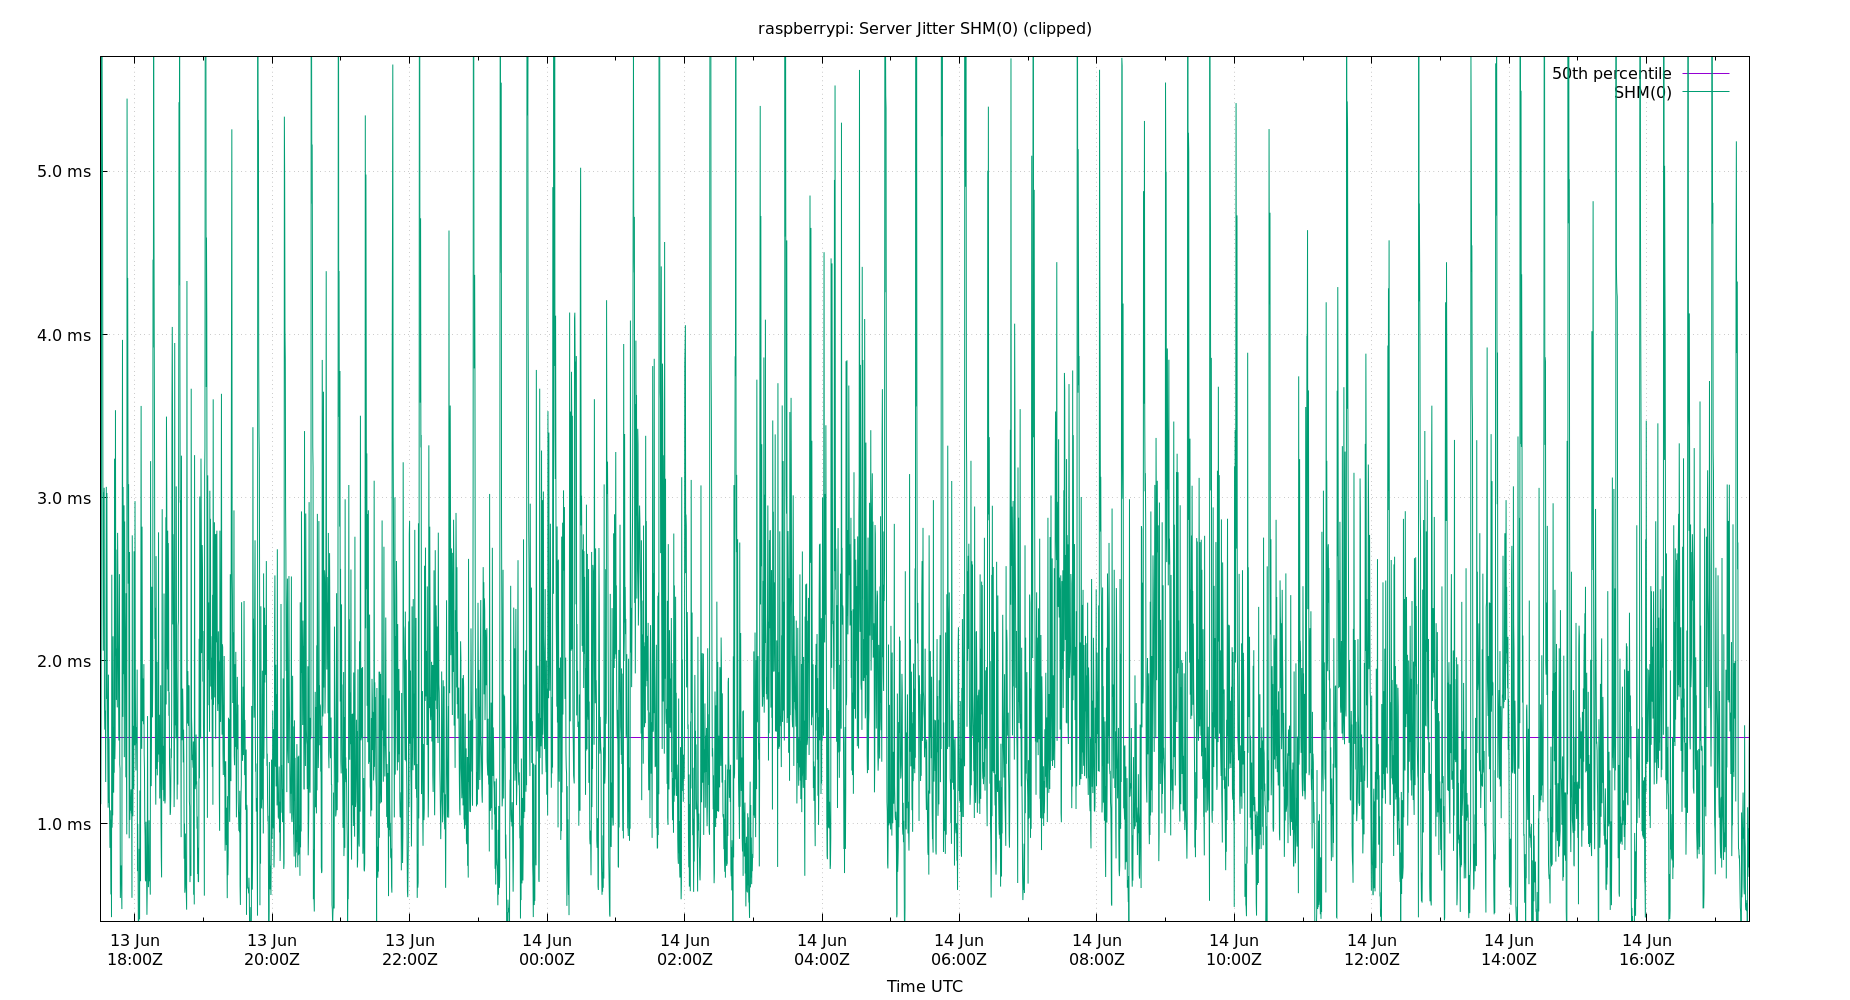 raspberrypi: Server Jitter SHM(0) (clipped)
50th percentile
SHM(0)
5.0 ms
4.0 ms
3.0 ms
2.0 ms
1.0 ms
13 Jun 13 Jun 13 Jun 14 Jun 14 Jun 14 Jun 14 Jun 14 Jun 14 Jun 14 Jun 14 Jun 14 Jun
18:00Z 20:00Z 22:00Z 00:00Z 02:00Z 04:00Z 06:00Z 08:00Z 10:00Z 12:00Z 14:00Z 16:00Z
Time UTC